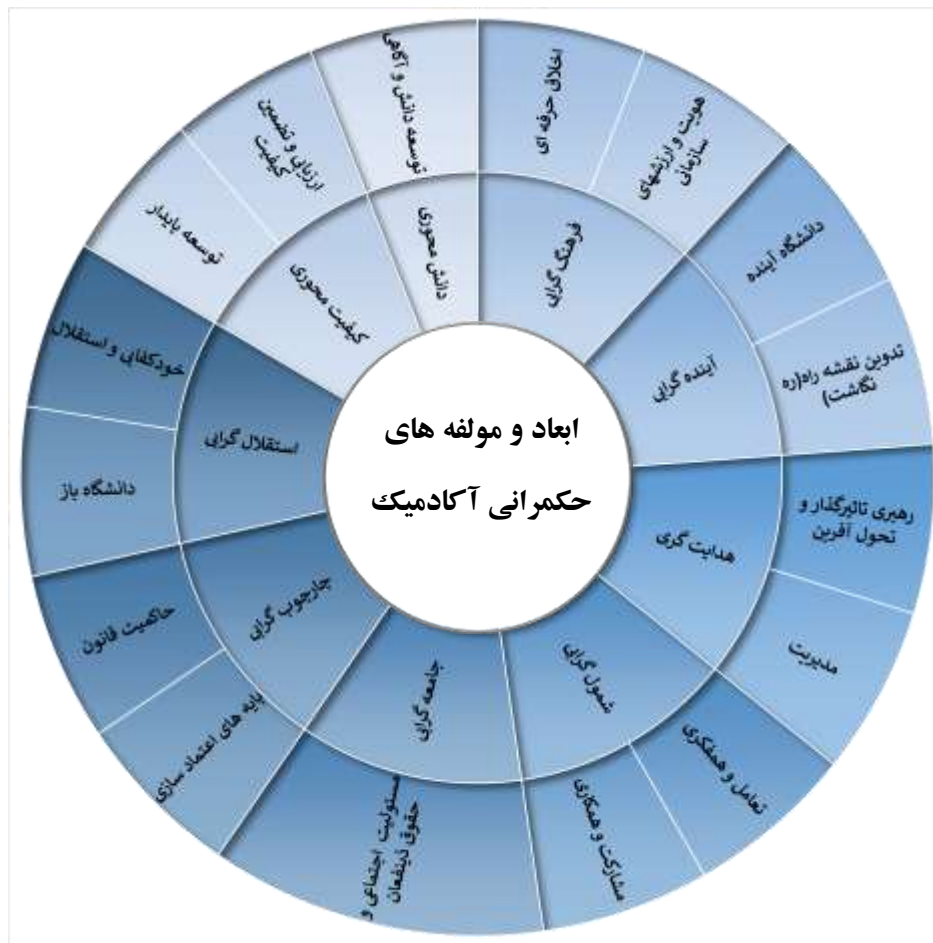 ابعاد و مولفه های
حکمرانی آکادمیک
فرهنگ گرایی
اخلاق حرفه ای
هویت و ارزشهای
سازمانی
آینده گرایی
دانشگاه آینده
تدوین نقشه راه(ره
نگاشت)
هدایت گری
رهبری تاثیرگذار و
تحول آفرین
مدیریت
شمول گرایی
تعامل و همفکری
مشارکت و همکاری
جامعه گرایی
مسئولیت اجتماعی و
حقوق ذینفعان
چارچوب گرایی
پایه های اعتماد سازی
حاکمیت قانون
استقلال گرایی
دانشگاه باز
خودکفایی و استقلال
کیفیت محوری
توسعه پایدار
ارزیابی و تضمین
کیفیت
دانش محوری
توسعه دانش و آگاهی